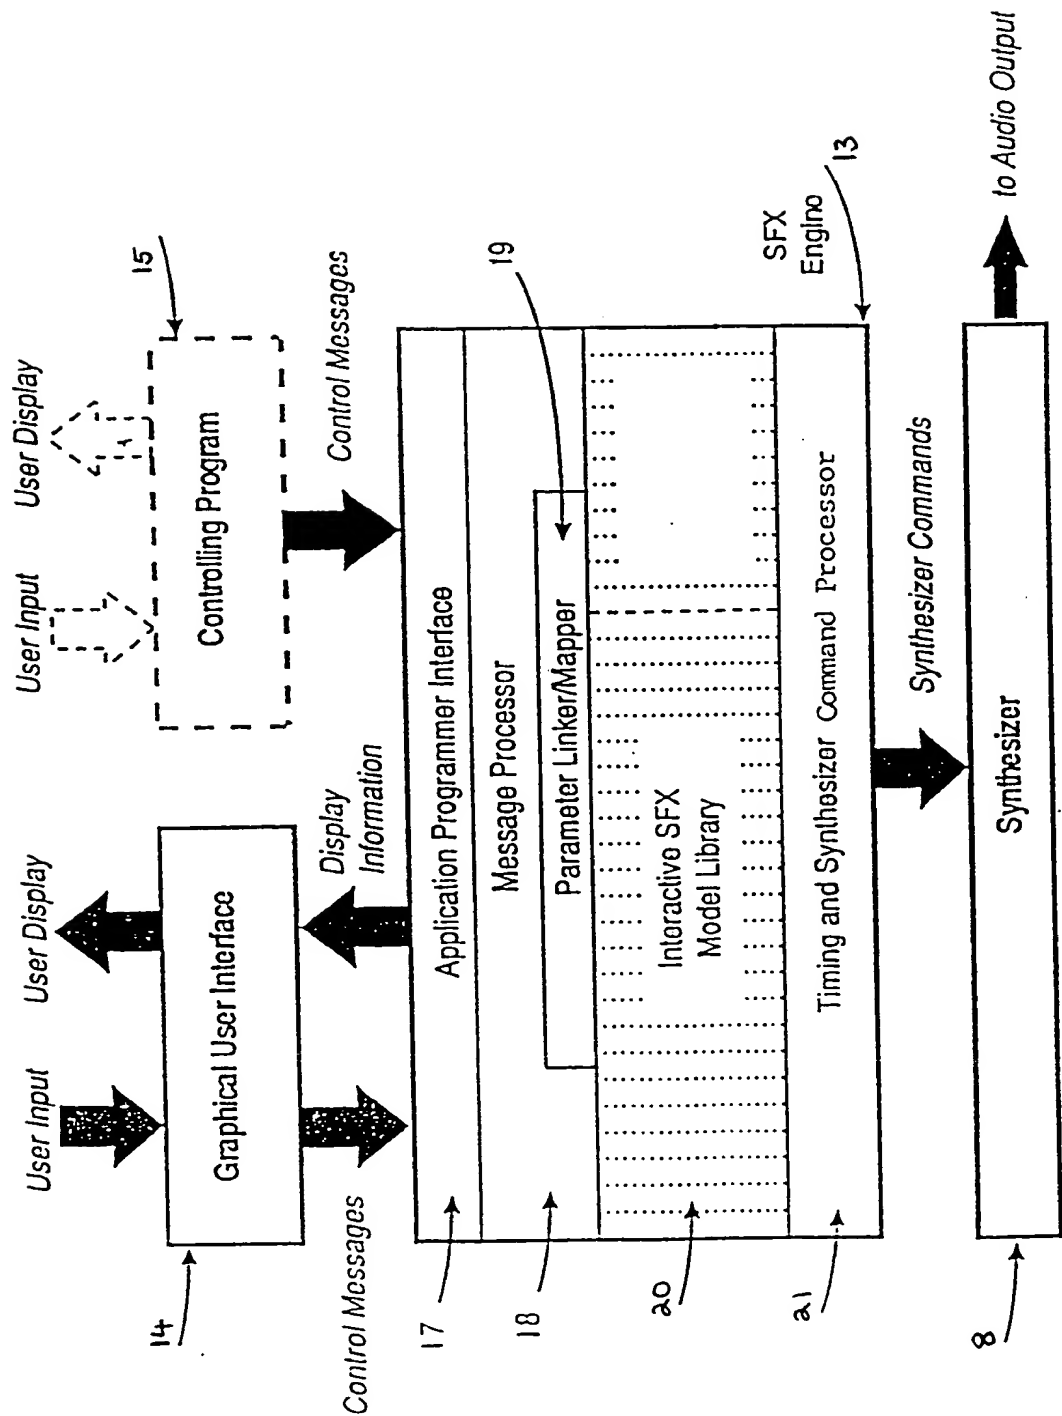 User Input
User Display
User Input
User Display
14
Graphical User Interface
Controlling Program
15
Control Messages
Display
Information
Control Messages
17
Application Programmer Interface
18
Message Processor
Parameter Linker/Mapper
19
20
Interactive SFX
Model Library
SFX
Engine
13
21
Timing and Synthesizer Command Processor
Synthesizer Commands
8
Synthesizer
to Audio Output